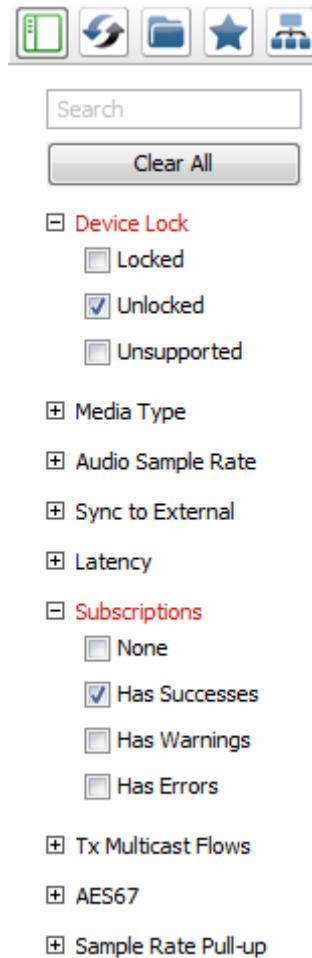 Search
Clear All
Device Lock
Locked
Unlocked
Unsupported
Media Type
Audio Sample Rate
Sync to External
Latency
Subscriptions
None
Has Successes
Has Warnings
Has Errors
Tx Multicast Flows
AES67
Sample Rate Pull-up